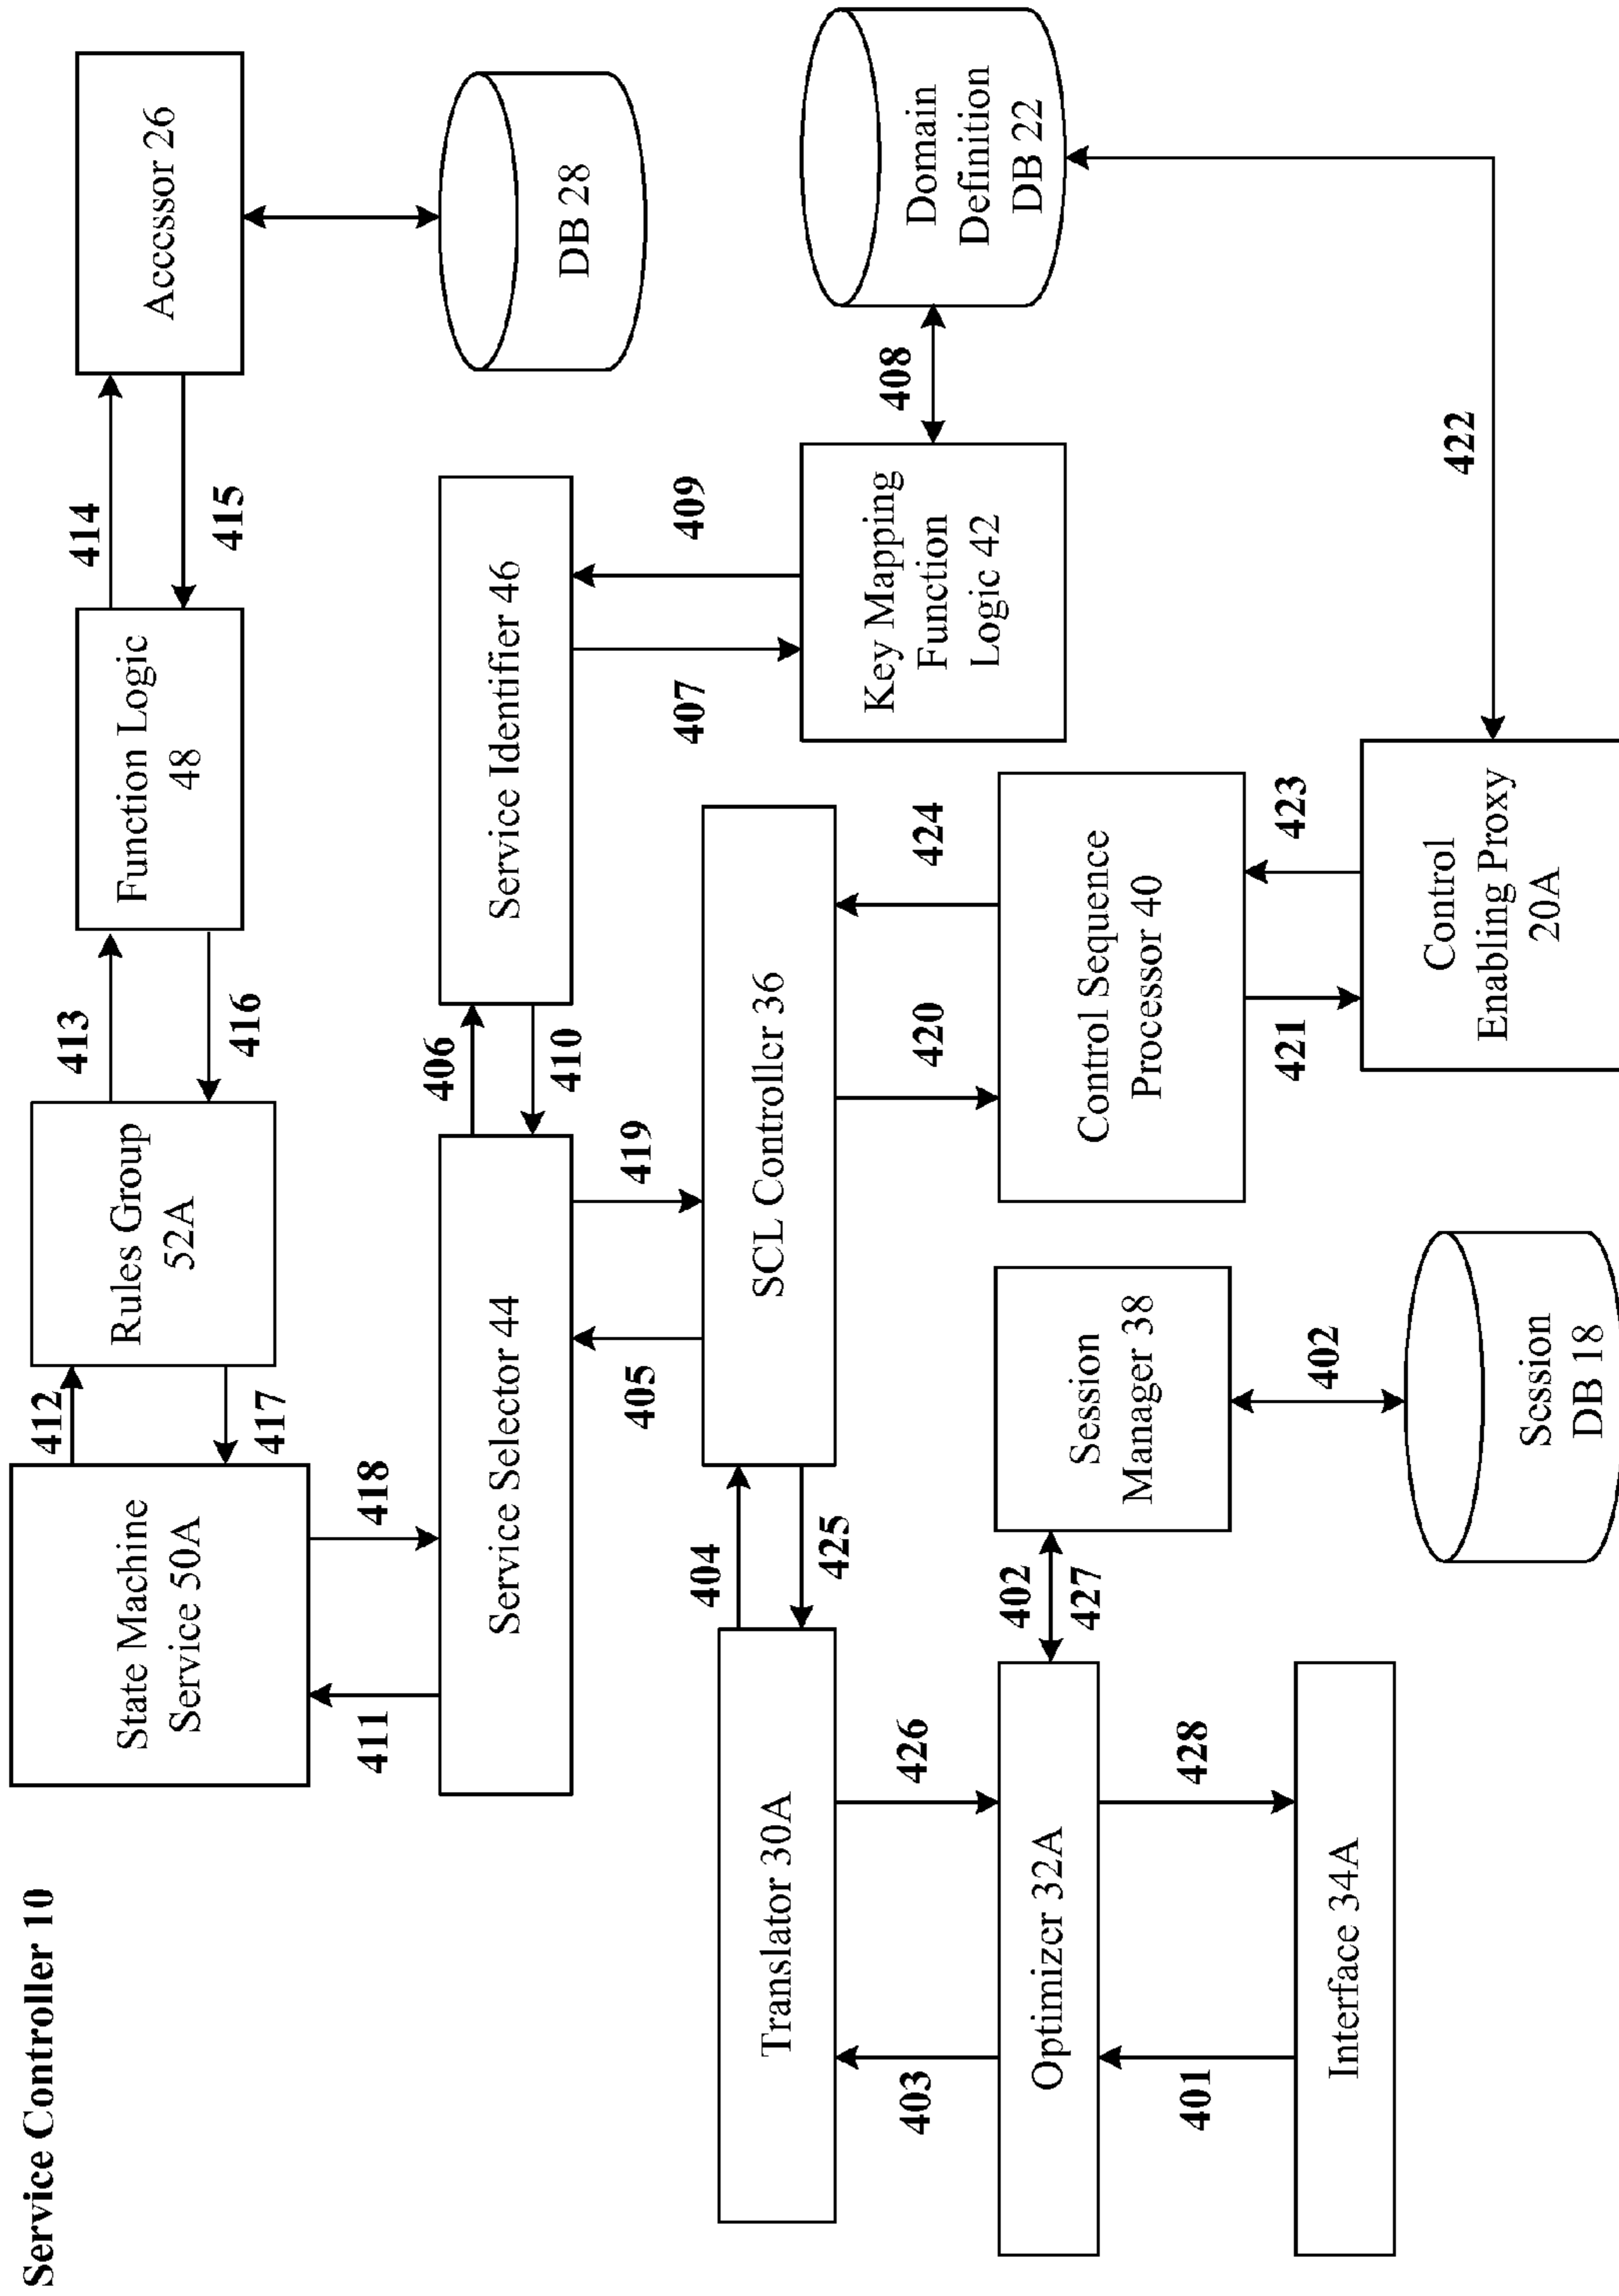 Service Controller 10
State Machine
Service 50A
412
417
Rules Group
52A
413
416
Function Logic
48
414
415
Accessor 26
411
418
Service Selector 44
406
410
Service Identifier 46
DB 28
405
419
407
409
Translator 30A
404
425
SCL Controller 36
Key Mapping
Function
Logic 42
408
Domain
Definition
DB 22
403
426
420
424
Optimizer 32A
402
427
Session
Manager 38
Control Sequence
Processor 40
401
428
402
421
423
422
Interface 34A
Session
DB 18
Control
Enabling Proxy
20A